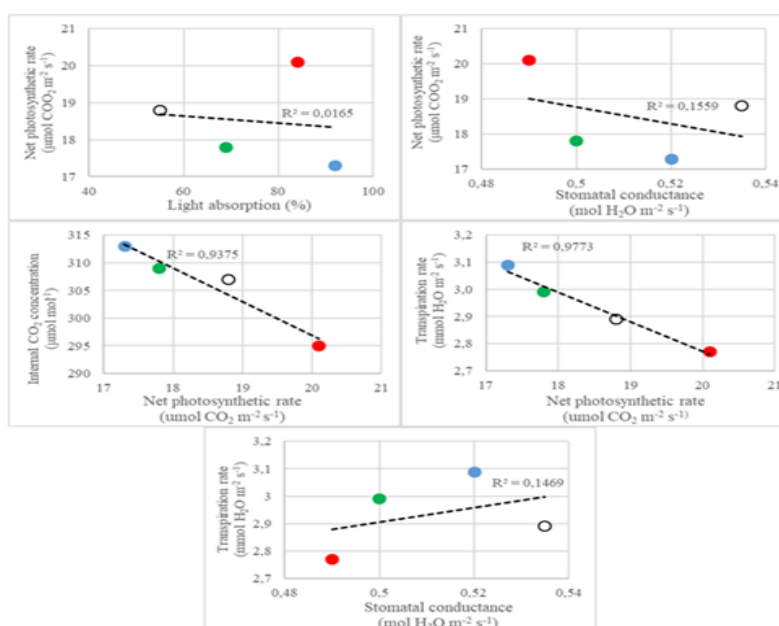 Net photosynthetic rate
(μmol COO₂ m⁻² s⁻¹)
21
20
19
18
17
R² = 0,0165
40
60
80
100
Light absorption (%)
Net photosynthetic rate
(μmol COO₂ m⁻² s⁻¹)
21
20
19
18
17
R² = 0,1559
0,48
0,5
0,52
0,54
Stomatal conductance
(mol H₂O m⁻² s⁻¹)
Internal CO₂ concentration
(μmol mol¹)
315
310
305
300
295
290
R² = 0,9375
17
18
19
20
21
Net photosynthetic rate
(umol CO₂ m⁻² s⁻¹)
Transpiration rate
(mmol H₂O m⁻² s⁻¹)
3,2
3,1
3
2,9
2,8
2,7
R² = 0,9773
17
18
19
20
21
Net photosynthetic rate
(umol CO₂ m⁻² s⁻¹⁾
Transpiration rate
(mmol H₂O m⁻² s⁻¹)
3,2
3,1
3
2,9
2,8
2,7
R² = 0,1469
0,48
0,5
0,52
0,54
Stomatal conductance
(mol H₂O m⁻² s⁻¹)